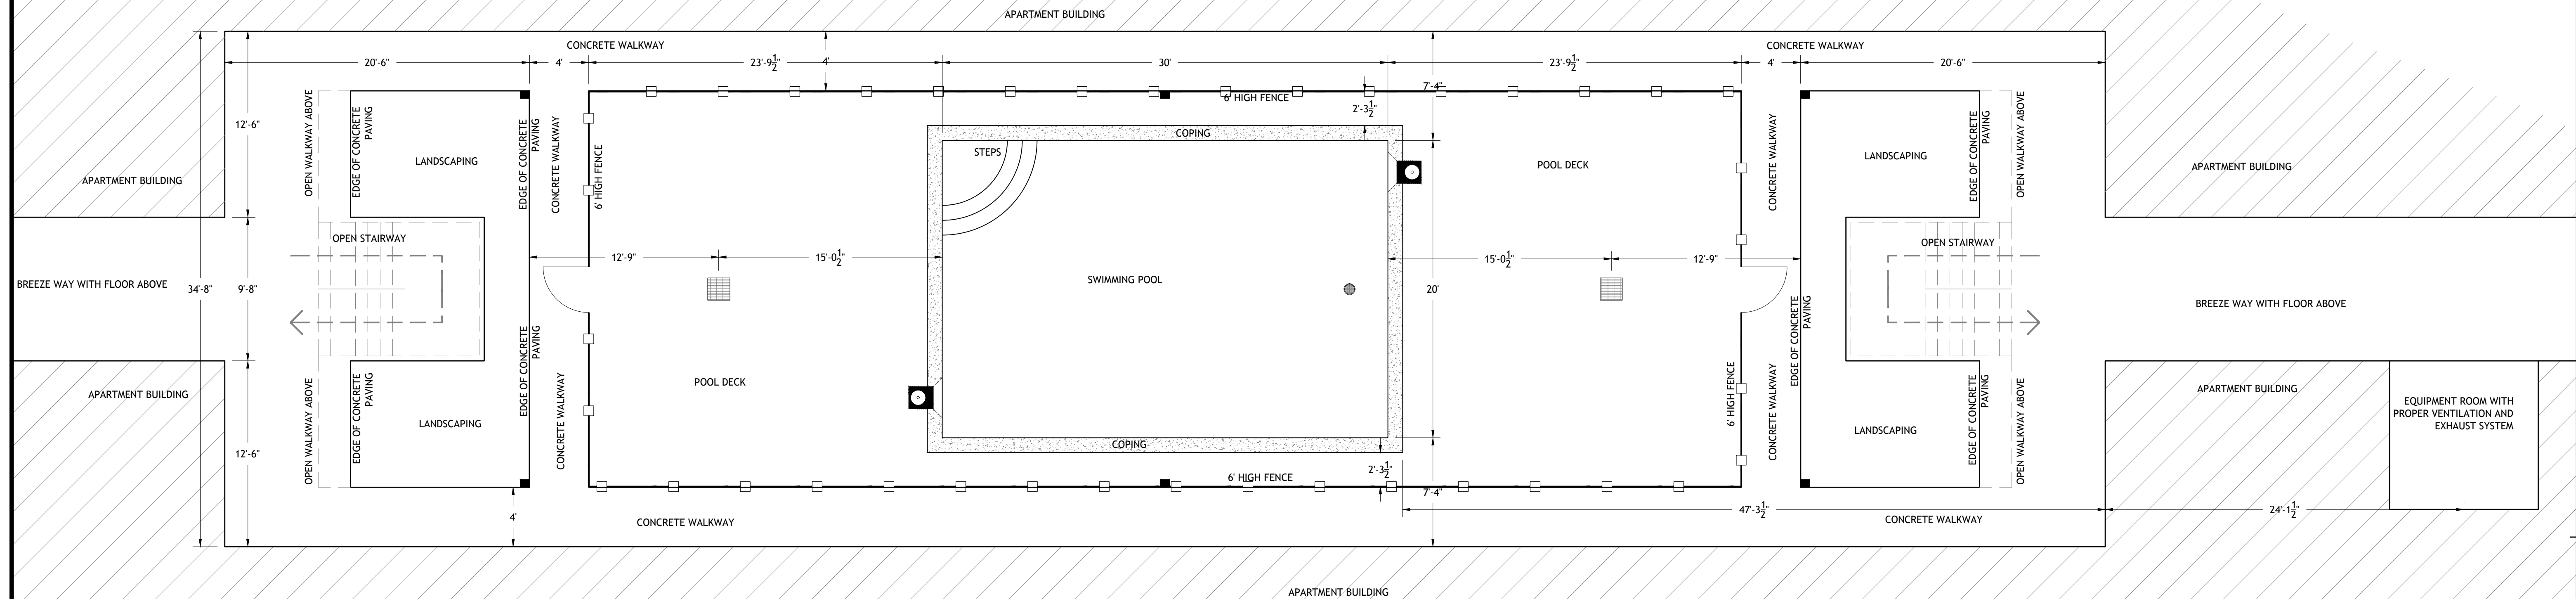 APARTMENT BUILDING
CONCRETE WALKWAY
CONCRETE WALKWAY
20'-6"
4'
23'-9 1/2"
4'
30'
23'-9 1/2"
4'
20'-6"
7'-4"
6' HIGH FENCE
2'-3 1/2"
12'-6"
OPEN WALKWAY ABOVE
EDGE OF CONCRETE
PAVING
LANDSCAPING
EDGE OF CONCRETE
PAVING
CONCRETE WALKWAY
6' HIGH FENCE
COPING
STEPS
POOL DECK
CONCRETE WALKWAY
LANDSCAPING
EDGE OF CONCRETE
PAVING
OPEN WALKWAY ABOVE
APARTMENT BUILDING
APARTMENT BUILDING
OPEN STAIRWAY
OPEN STAIRWAY
12'-9"
15'-0 1/2"
15'-0 1/2"
12'-9"
BREEZE WAY WITH FLOOR ABOVE
34'-8"
9'-8"
SWIMMING POOL
20'
BREEZE WAY WITH FLOOR ABOVE
EDGE OF CONCRETE
PAVING
EDGE OF CONCRETE
PAVING
APARTMENT BUILDING
POOL DECK
APARTMENT BUILDING
OPEN WALKWAY ABOVE
EDGE OF CONCRETE
PAVING
LANDSCAPING
CONCRETE WALKWAY
6' HIGH FENCE
CONCRETE WALKWAY
LANDSCAPING
EDGE OF CONCRETE
PAVING
OPEN WALKWAY ABOVE
EQUIPMENT ROOM WITH
PROPER VENTILATION AND
EXHAUST SYSTEM
12'-6"
COPING
2'-3 1/2"
6' HIGH FENCE
7'-4"
4'
CONCRETE WALKWAY
47'-3 1/2"
CONCRETE WALKWAY
24'-1 1/2"
APARTMENT BUILDING